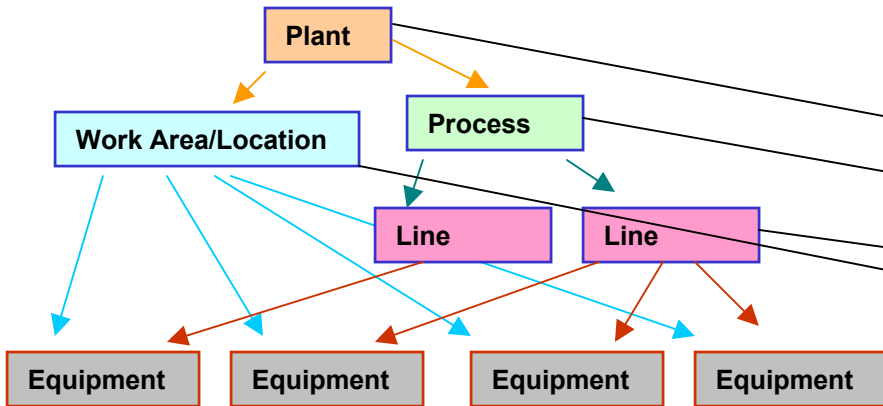 Plant
Process
Work Area/Location
Line
Line
Equipment
Equipment
Equipment
Equipment